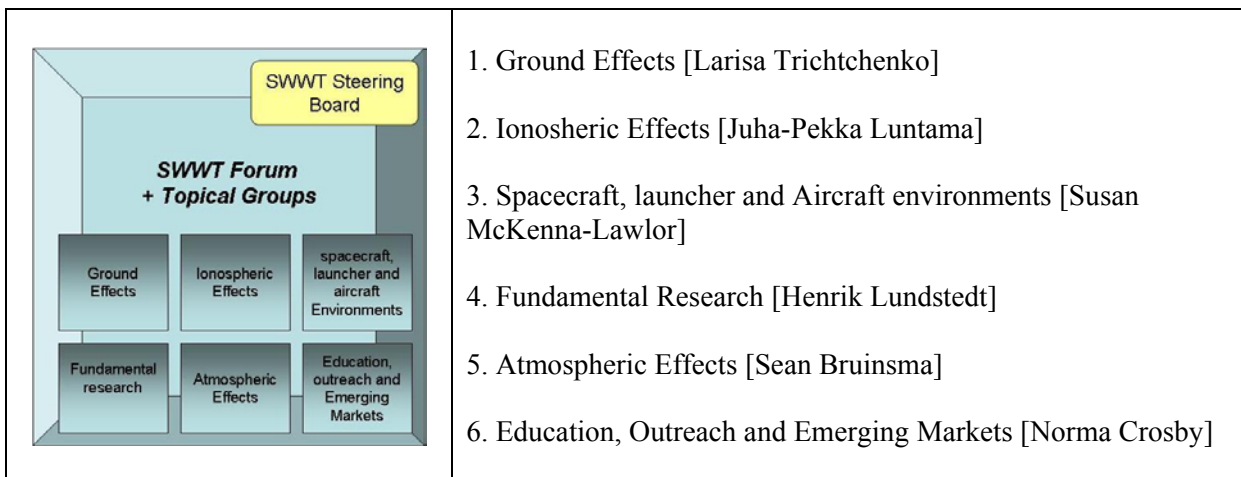 SWWT Steering
Board
SWWT Forum
+ Topical Groups
Ground
Effects
Ionospheric
Effects
spacecraft,
launcher and
aircraft
Environments
Fundamental
research
Atmospheric
Effects
Education,
outreach and
Emerging
Markets
1. Ground Effects [Larisa Trichtchenko]
2. Ionosheric Effects [Juha-Pekka Luntama]
3. Spacecraft, launcher and Aircraft environments [Susan
McKenna-Lawlor]
4. Fundamental Research [Henrik Lundstedt]
5. Atmospheric Effects [Sean Bruinsma]
6. Education, Outreach and Emerging Markets [Norma Crosby]